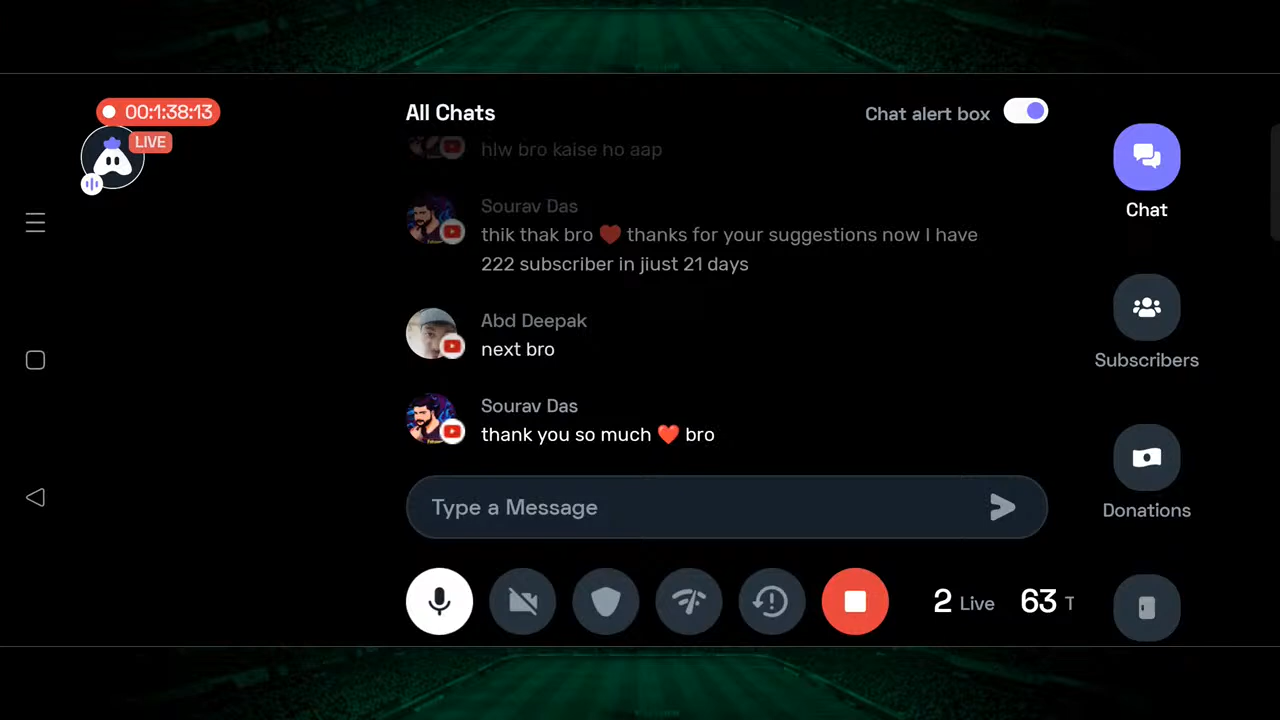 00:1:38:13
LIVE
All Chats
Chat alert box
hlw bro kaise ho aap
Sourav Das
thik thak bro ❤️ thanks for your suggestions now I have
222 subscriber in jiust 21 days
Abd Deepak
next bro
Sourav Das
thank you so much ❤️ bro
Type a Message
2 Live 63 T
Chat
Subscribers
Donations